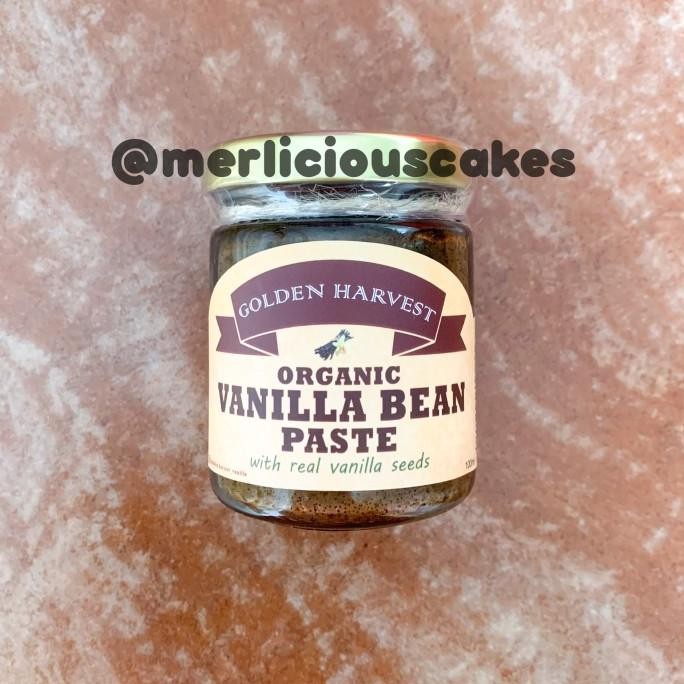 @merliciouscakes
GOLDEN HARVEST
ORGANIC
VANILLA BEAN
PASTE
with real vanilla seeds